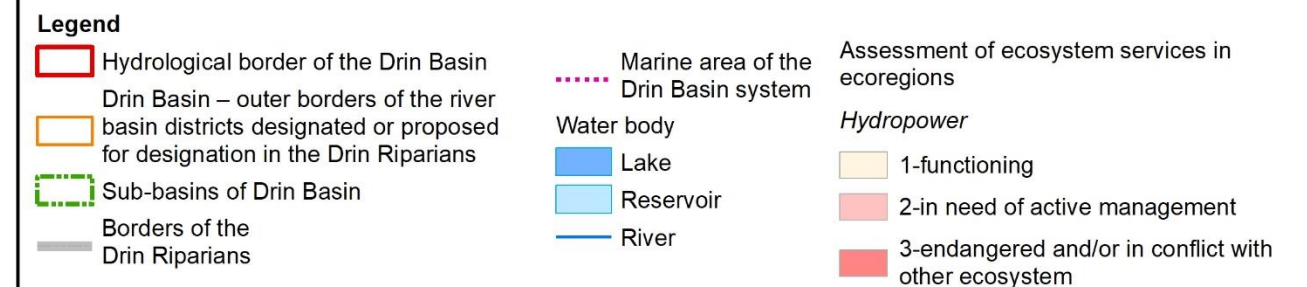 Legend
Hydrological border of the Drin Basin
Drin Basin – outer borders of the river
basin districts designated or proposed
for designation in the Drin Riparians
Sub-basins of Drin Basin
Borders of the
Drin Riparians
Marine area of the
Drin Basin system
Water body
Lake
Reservoir
River
Assessment of ecosystem services in
ecoregions
Hydropower
1-functioning
2-in need of active management
3-endangered and/or in conflict with
other ecosystem